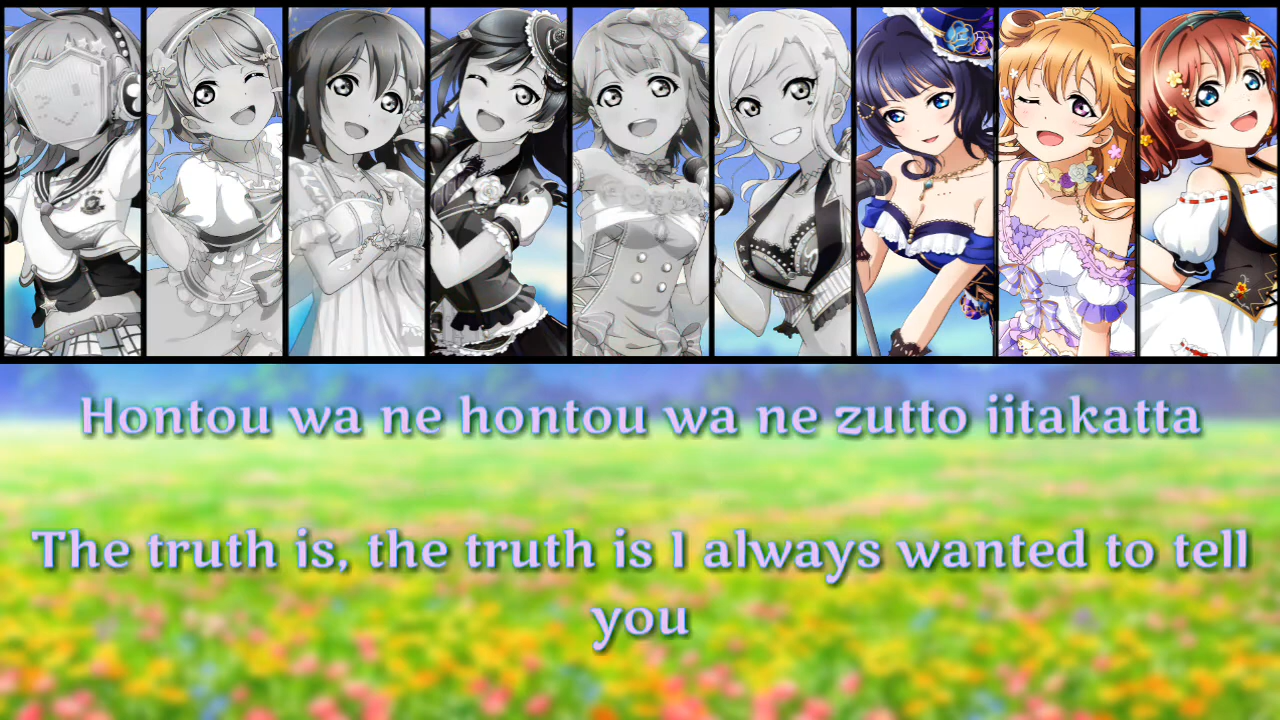 Hontou wa ne hontou wa ne zutto iitakatta
The truth is, the truth is I always wanted to tell
you